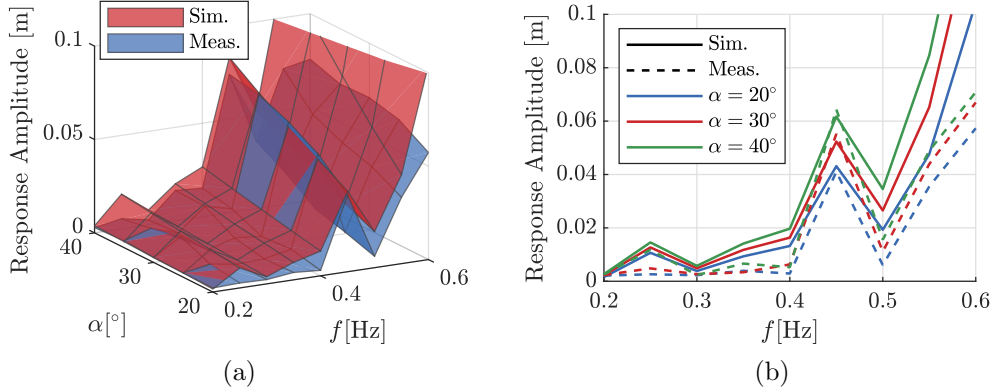 Sim.
Meas.
Response Amplitude [m]
0.1
0.05
0
40
30
20
α[°]
0.2
0.4
0.6
f[Hz]
(a)
Response Amplitude [m]
0.1
0.08
0.06
0.04
0.02
0
Sim.
Meas.
α = 20°
α = 30°
α = 40°
0.2
0.3
0.4
0.5
0.6
f[Hz]
(b)